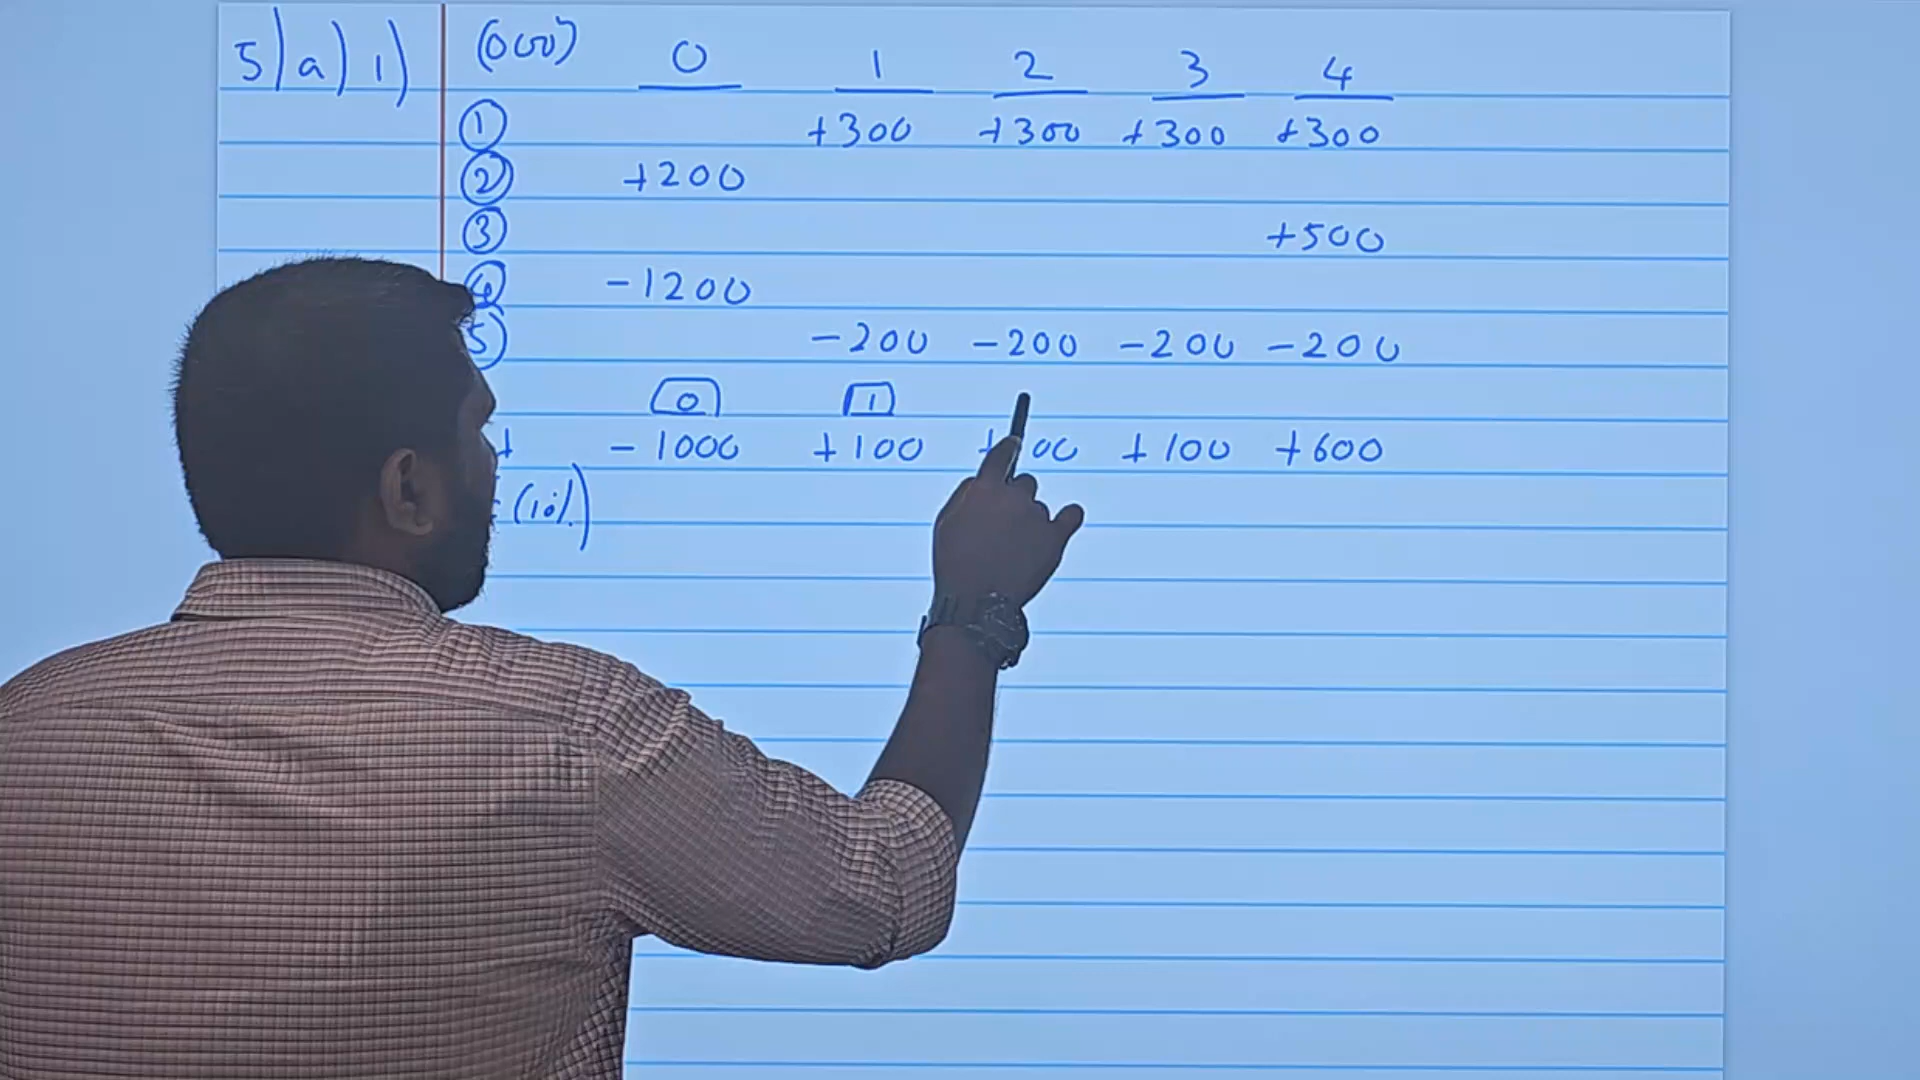 5) a) 1) (000) 0 1 2 3 4
① +300 +300 +300 +300
② +200
③ +500
④ -1200
5) -200 -200 -200 -200
0 1
-1000 +100 +100 +600
(10%)